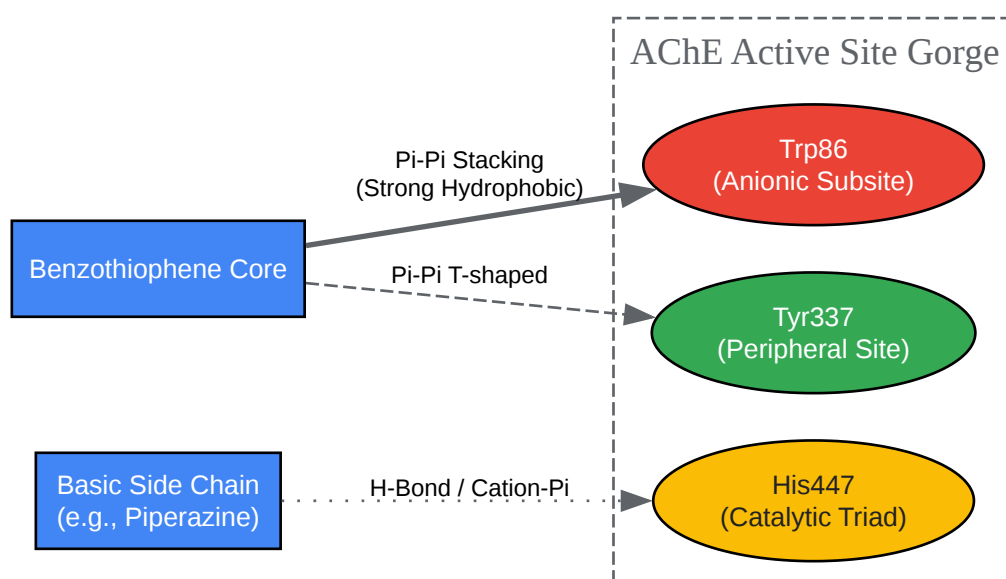 AChE Active Site Gorge
Pi-Pi Stacking
(Strong Hydrophobic)
Trp86
(Anionic Subsite)
Benzothiophene Core
Pi-Pi T-shaped
Tyr337
(Peripheral Site)
Basic Side Chain
(e.g., Piperazine)
H-Bond / Cation-Pi
His447
(Catalytic Triad)